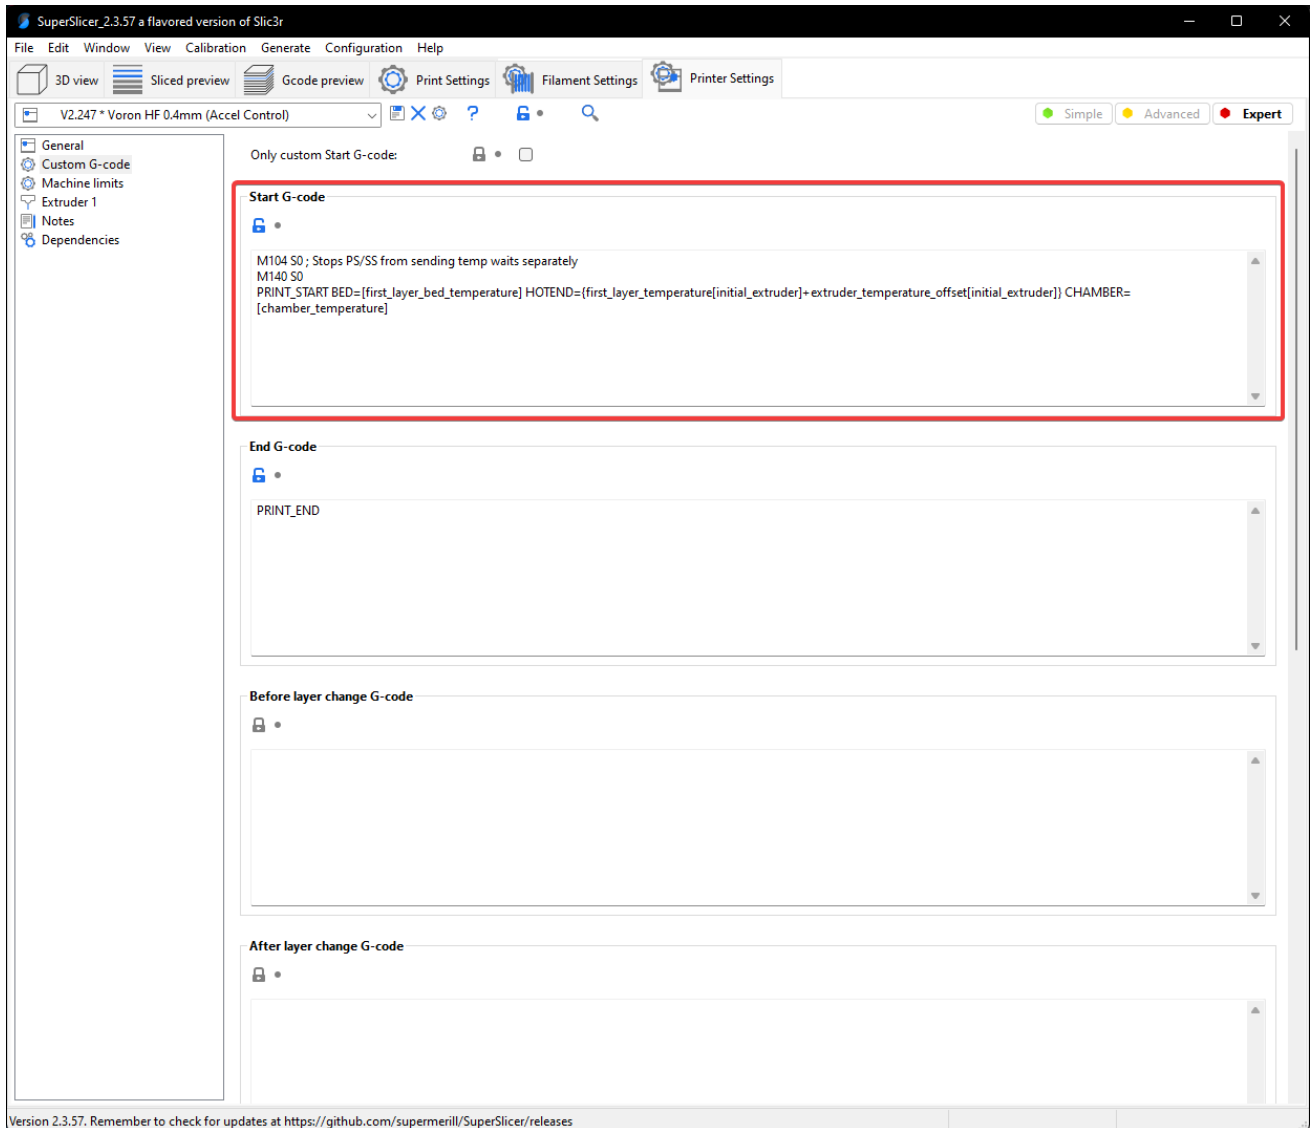 SuperSlicer_2.3.57 a flavored version of Slic3r
File Edit Window View Calibration Generate Configuration Help
3D view Sliced preview Gcode preview Print Settings Filament Settings Printer Settings
V2.247 * Voron HF 0.4mm (Accel Control) ? Simple Advanced Expert
General
Custom G-code
Machine limits
Extruder 1
Notes
Dependencies
Only custom Start G-code:
Start G-code
M104 S0 ; Stops PS/SS from sending temp waits separately
M140 S0
PRINT_START BED=[first_layer_bed_temperature] HOTEND={first_layer_temperature[initial_extruder]+extruder_temperature_offset[initial_extruder]} CHAMBER=
[chamber_temperature]
End G-code
PRINT_END
Before layer change G-code
After layer change G-code
Version 2.3.57. Remember to check for updates at https://github.com/supermerill/SuperSlicer/releases